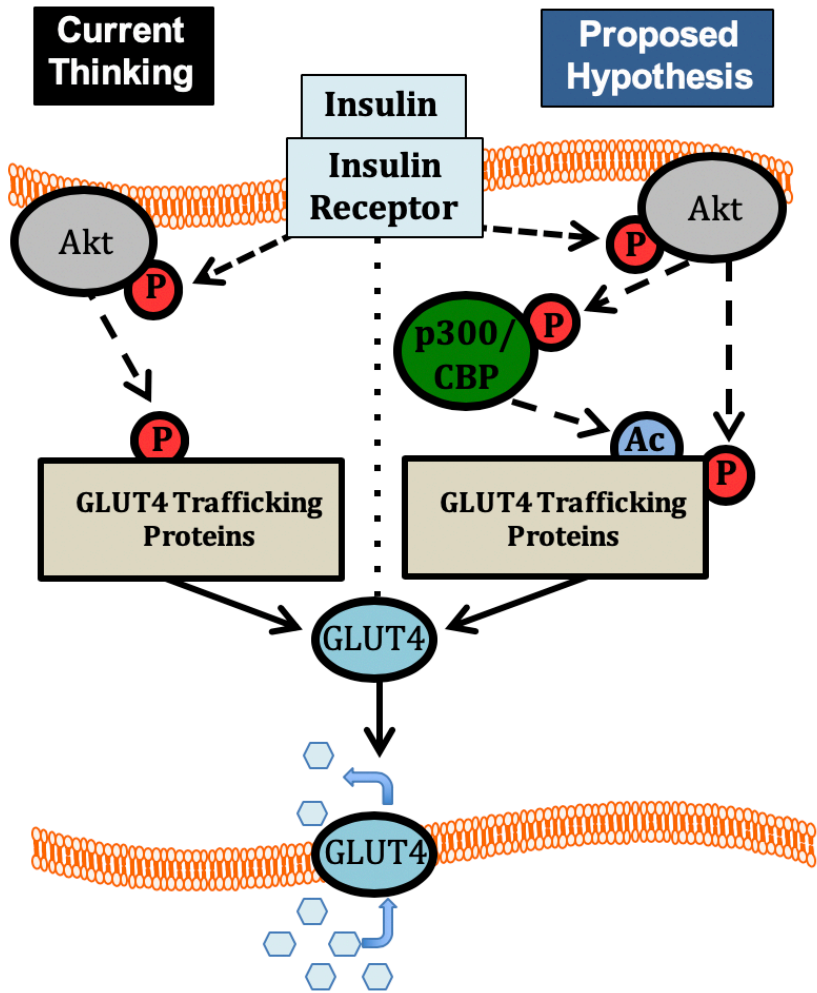 Current
Thinking
Proposed
Hypothesis
Insulin
Insulin
Receptor
Akt
P
Akt
P
p300/
CBP
P
P
GLUT4 Trafficking
Proteins
Ac
P
GLUT4 Trafficking
Proteins
GLUT4
GLUT4